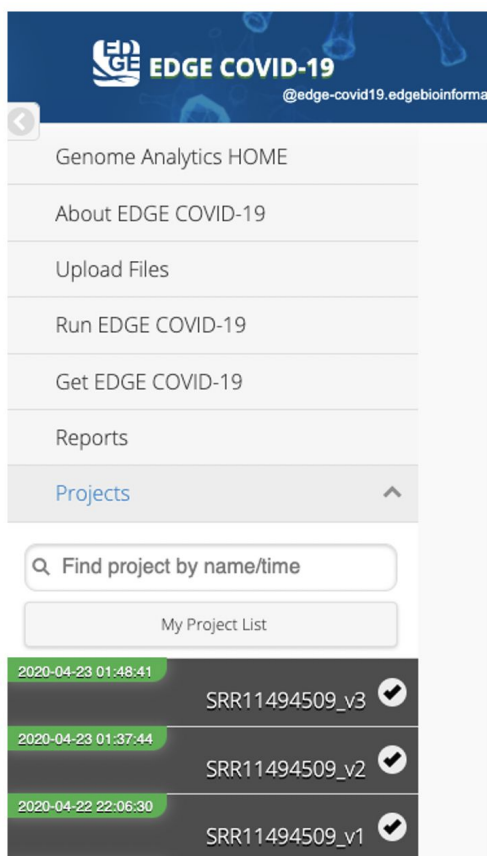 EDGE
EDGE COVID-19
@edge-covid19.edgebioinforma
Genome Analytics HOME
About EDGE COVID-19
Upload Files
Run EDGE COVID-19
Get EDGE COVID-19
Reports
Projects
Find project by name/time
My Project List
2020-04-23 01:48:41
SRR11494509_v3
2020-04-23 01:37:44
SRR11494509_v2
2020-04-22 22:06:30
SRR11494509_v1